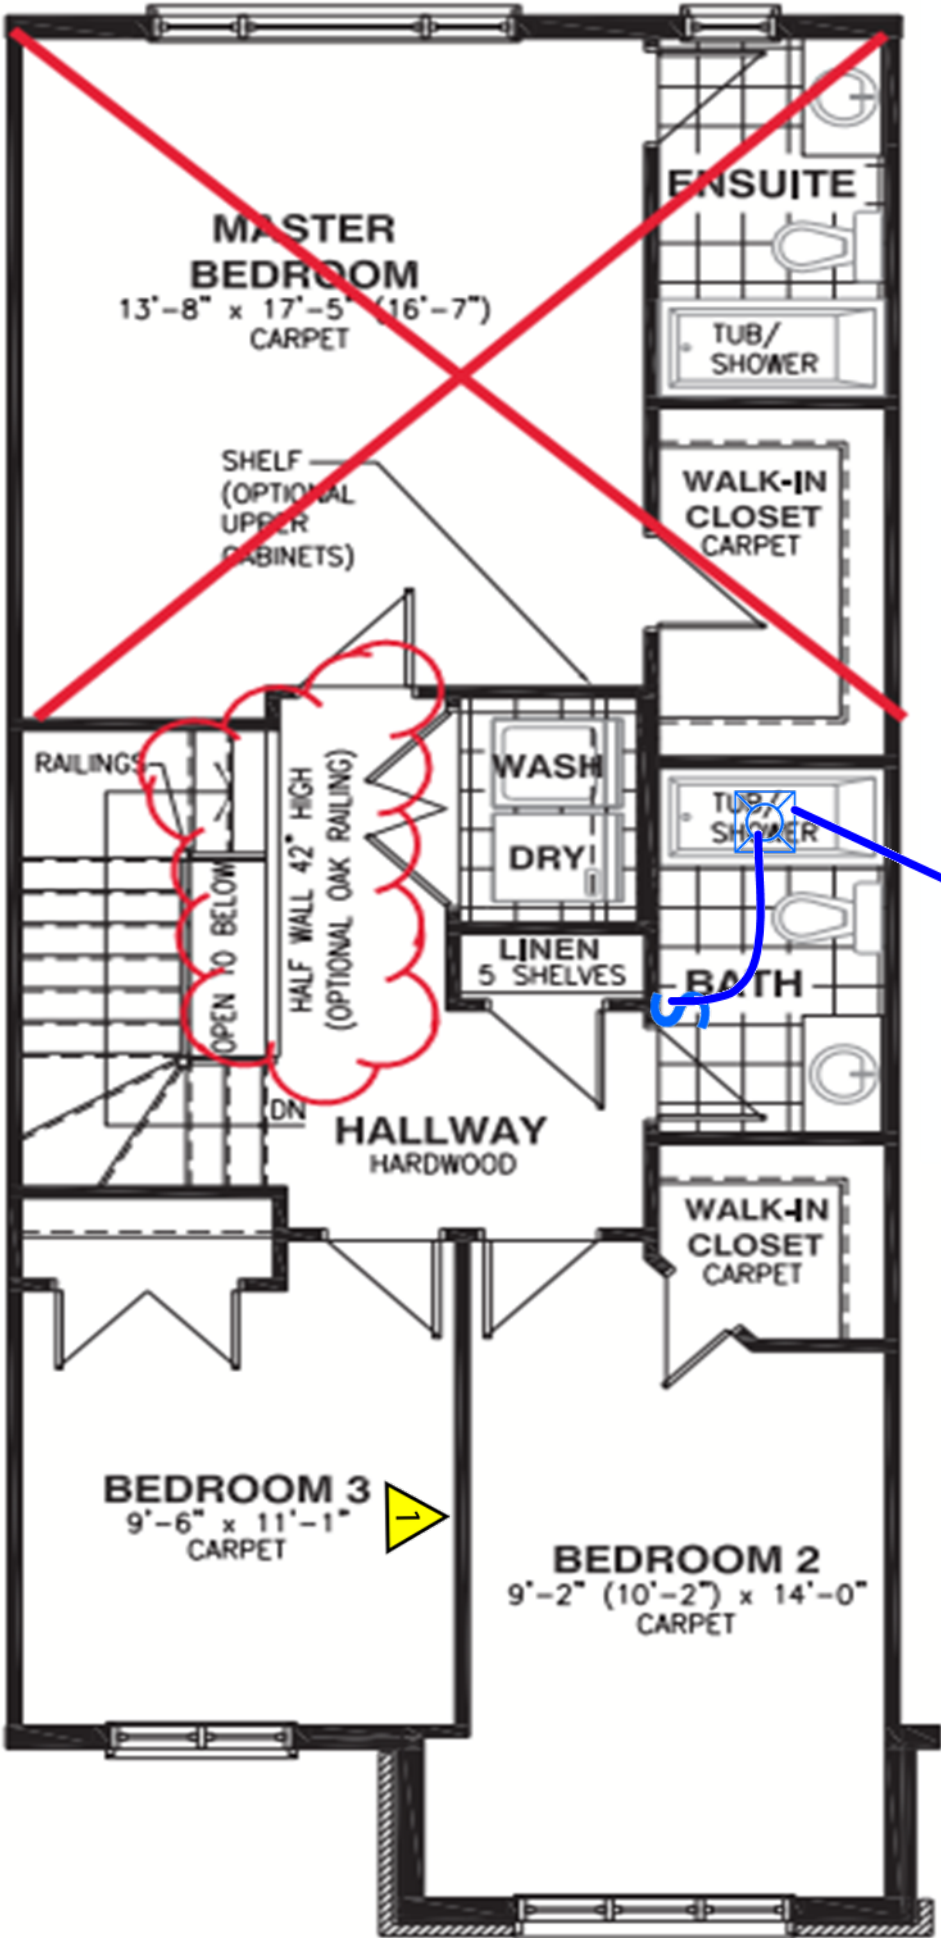 MASTER
BEDROOM
13'-8" x 17'-5" (16'-7")
CARPET
ENSUITE
TUB/
SHOWER
SHELF
(OPTIONAL
UPPER
CABINETS)
WALK-IN
CLOSET
CARPET
RAILINGS
OPEN TO BELOW
HALF WALL 42" HIGH
(OPTIONAL OAK RAILING)
WASH
DRY
TUB/
SHOWER
LINEN
5 SHELVES
BATH
DN
HALLWAY
HARDWOOD
WALK-IN
CLOSET
CARPET
BEDROOM 3
9'-6" x 11'-1"
CARPET
1
BEDROOM 2
9'-2" (10'-2") x 14'-0"
CARPET